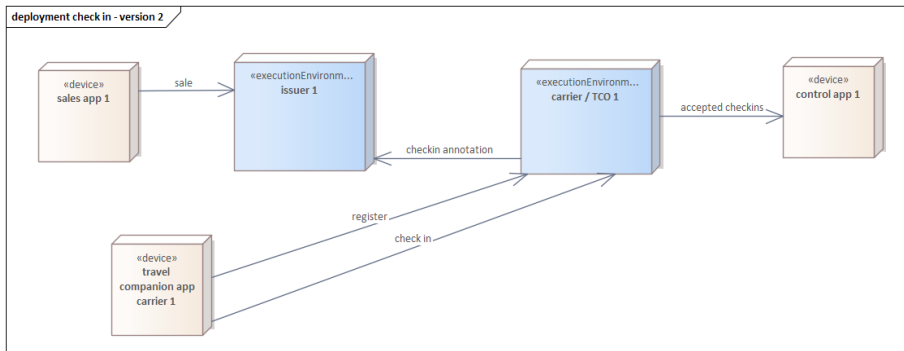 deployment check in - version 2
«device»
sales app 1
sale
«executionEnvironm...
issuer 1
«executionEnvironm...
carrier / TCO 1
accepted checkins
«device»
control app 1
checkin annotation
register
check in
«device»
travel
companion app
carrier 1